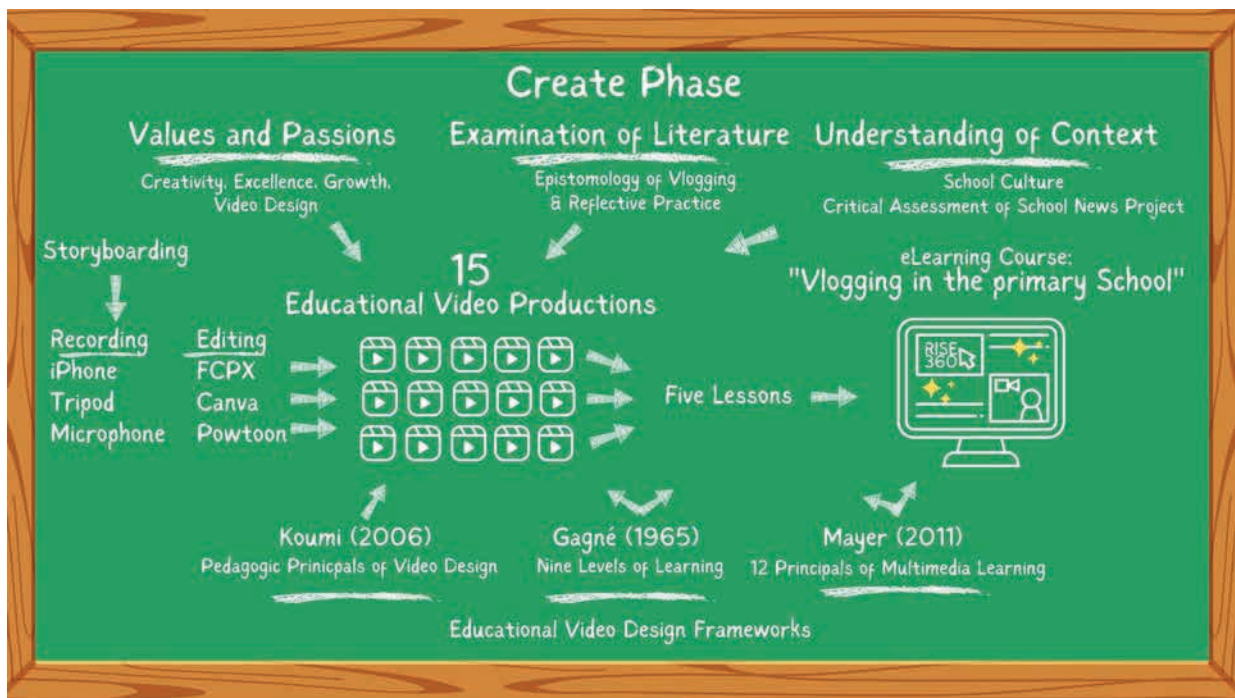 Create Phase
Values and Passions
Creativity, Excellence, Growth,
Video Design
Examination of Literature
Epistomology of Vlogging
& Reflective Practice
Understanding of Context
School Culture
Critical Assessment of School News Project
Storyboarding
Recording
iPhone
Tripod
Microphone
Editing
FCPX
Canva
Powtoon
15
Educational Video Productions
Five Lessons
eLearning Course:
"Vlogging in the primary School"
RISE
360
Koumi (2006)
Pedagogic Prinicpals of Video Design
Gagné (1965)
Nine Levels of Learning
Mayer (2011)
12 Principals of Multimedia Learning
Educational Video Design Frameworks